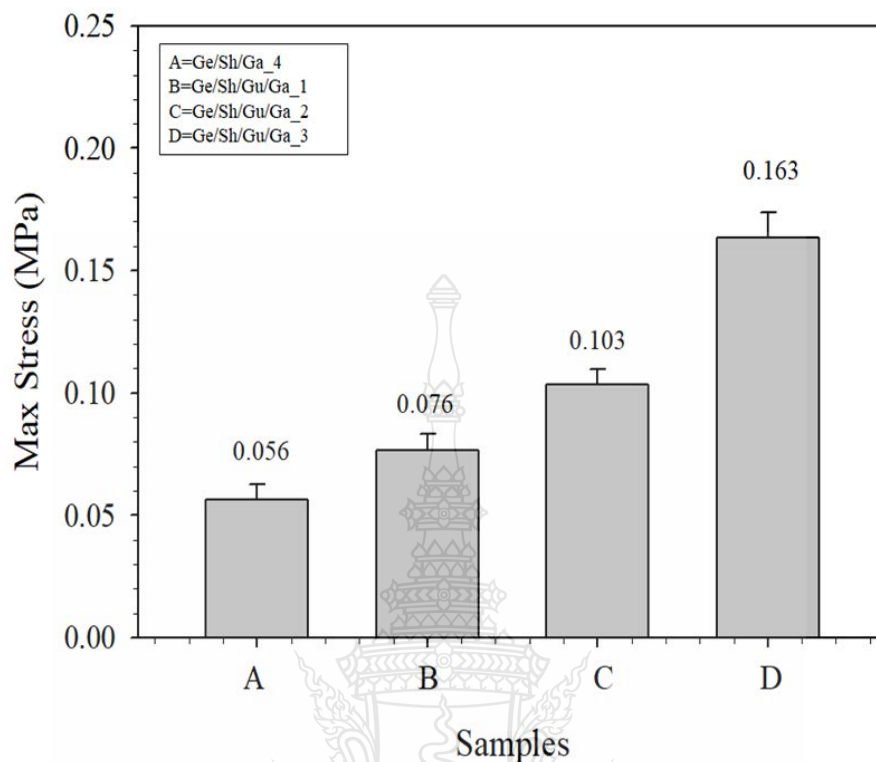 0.25
A=Ge/Sh/Ga_4
B=Ge/Sh/Gu/Ga_1
C=Ge/Sh/Gu/Ga_2
D=Ge/Sh/Gu/Ga_3
0.20
0.163
0.15
Max Stress (MPa)
0.103
0.10
0.076
0.056
0.05
0.00
A B C D
Samples